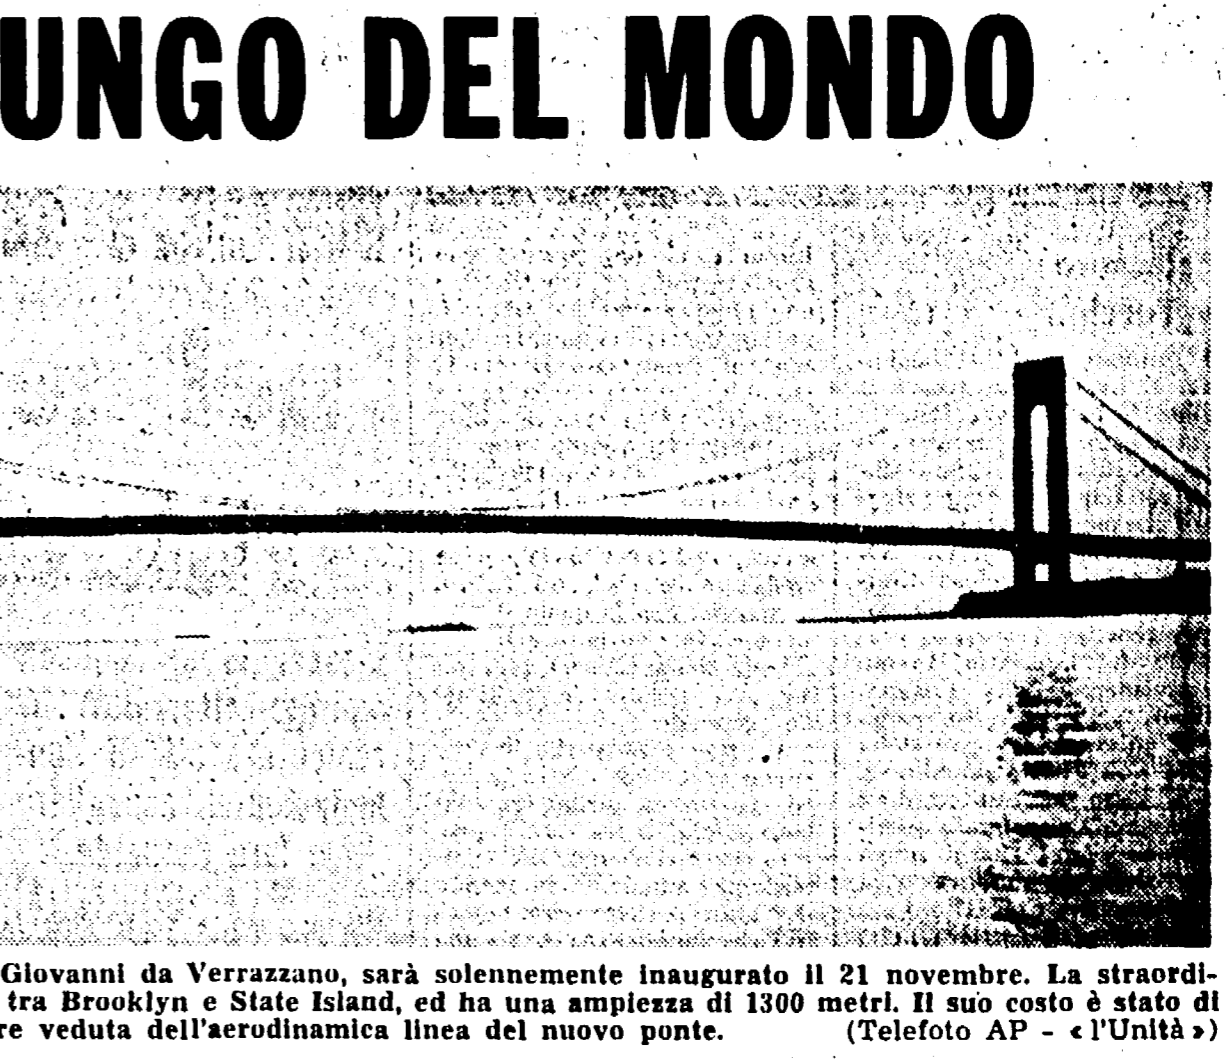 UNGO DEL MONDO
Giovanni da Verrazzano, sarà solennemente inaugurato il 21 novembre. La straordi-
tra Brooklyn e State Island, ed ha una ampiezza di 1300 metri. Il suo costo è stato di
re veduta dell'aerodinamica linea del nuovo ponte. (Telefoto AP - « l'Unità »)